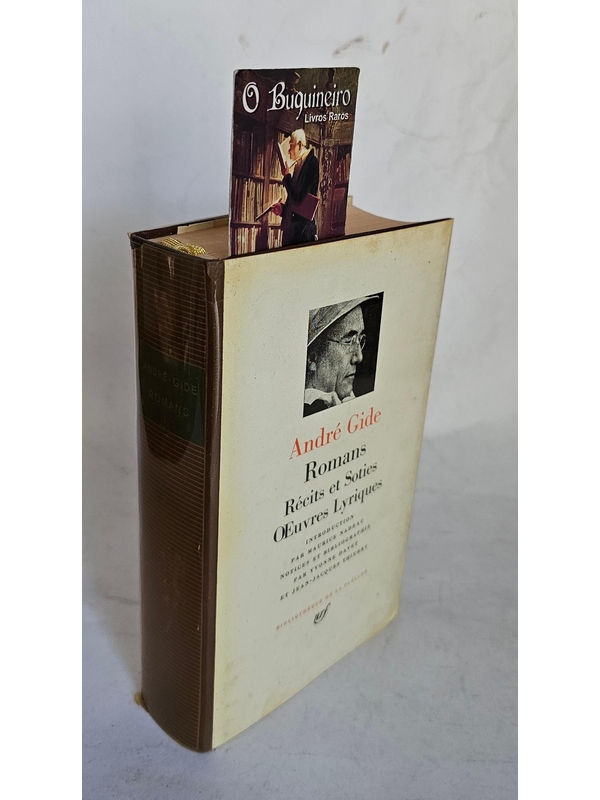 O Buquineiro
Livros Raros
ANDRÉ GIDE
ROMANS
André Gide
Romans
Récits et Soties
Œuvres Lyriques
INTRODUCTION
PAR MAURICE NADEAU
NOTICES ET BIBLIOGRAPHIE
PAR YVONNE DAVET
ET JEAN-JACQUES THIERRY
BIBLIOTHÈQUE DE LA PLÉIADE
nrf